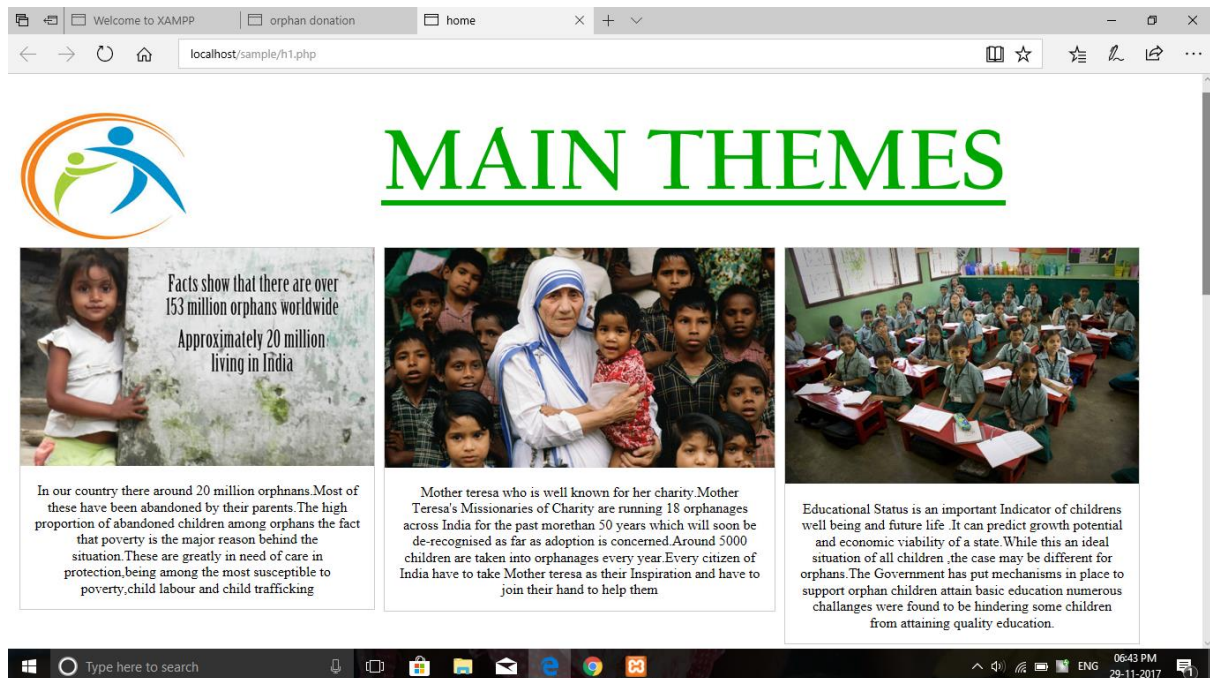 Welcome to XAMPP
orphan donation
home
localhost/sample/h1.php
MAIN THEMES
Facts show that there are over
153 million orphans worldwide
Approximately 20 million
living in India
In our country there around 20 million orphnans.Most of
these have been abandoned by their parents.The high
proportion of abandoned children among orphans the fact
that poverty is the major reason behind the
situation.These are greatly in need of care in
protection,being among the most susceptible to
poverty,child labour and child trafficking
Mother teresa who is well known for her charity.Mother
Teresa's Missionaries of Charity are running 18 orphanages
across India for the past morethan 50 years which will soon be
de-recognised as far as adoption is concerned.Around 5000
children are taken into orphanages every year.Every citizen of
India have to take Mother teresa as their Inspiration and have to
join their hand to help them
Educational Status is an important Indicator of childrens
well being and future life .It can predict growth potential
and economic viability of a state.While this an ideal
situation of all children ,the case may be different for
orphans.The Government has put mechanisms in place to
support orphan children attain basic education numerous
challanges were found to be hindering some children
from attaining quality education.
Type here to search
ENG
06:43 PM
29-11-2017